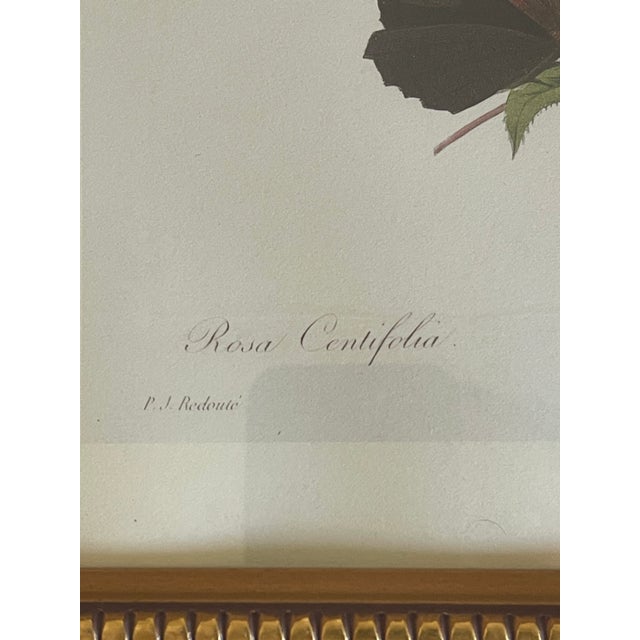 Rosa Centifolia.
P. J. Redouté